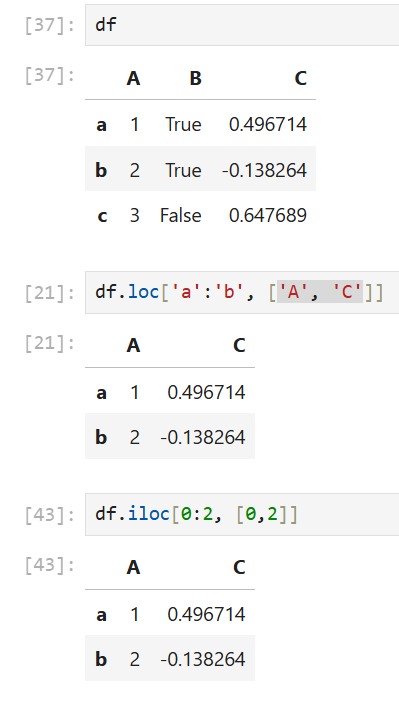 [37]: df
[37]: A B C
a 1 True 0.496714
b 2 True -0.138264
c 3 False 0.647689
[21]: df.loc['a':'b', ['A', 'C']]
[21]: A C
a 1 0.496714
b 2 -0.138264
[43]: df.iloc[0:2, [0,2]]
[43]: A C
a 1 0.496714
b 2 -0.138264